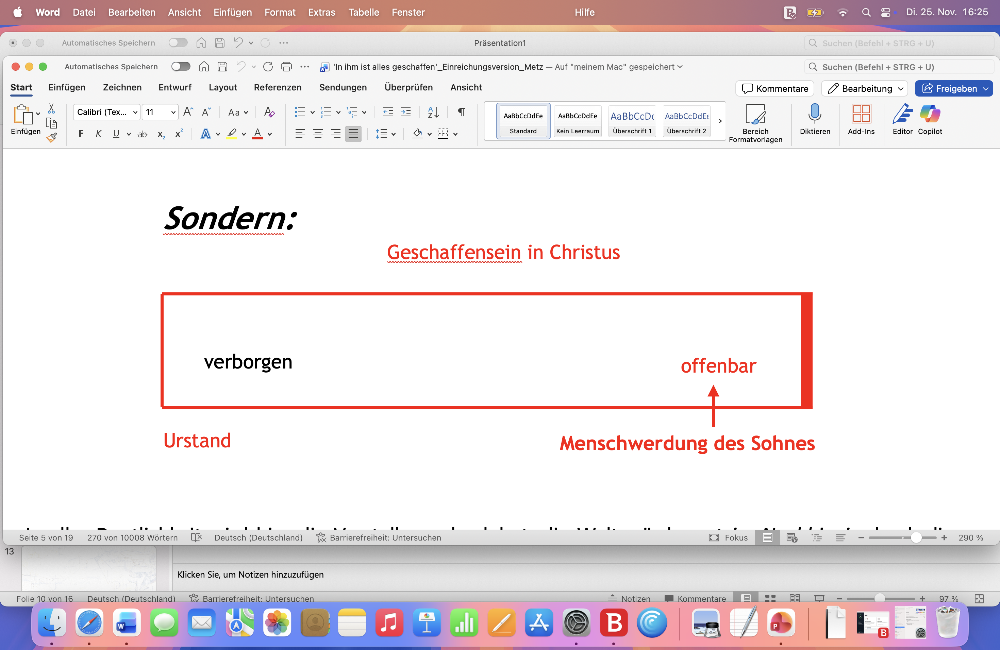 Word Datei Bearbeiten Ansicht Einfügen Format Extras Tabelle Fenster Hilfe Di. 25. Nov. 16:25
Automatisches Speichern Präsentation1 Suchen (Befehl + STRG + U)
Automatisches Speichern 'In ihm ist alles geschaffen'_Einreichungsversion_Metz — Auf "meinem Mac" gespeichert Suchen (Befehl + STRG + U)
Start Einfügen Zeichnen Entwurf Layout Referenzen Sendungen Überprüfen Ansicht Kommentare Bearbeitung Freigeben
Calibri (Tex... 11
AaBbCcDdEe AaBbCcDdEe AaBbCcDc AaBbCcDdEe
Einfügen Standard Kein Leerraum Überschrift 1 Überschrift 2 Bereich Formatvorlagen Diktieren Add-Ins Editor Copilot
F K U ab x2 x2
Sondern:
Geschaffensein in Christus
verborgen
offenbar
Urstand
Menschwerdung des Sohnes
Seite 5 von 19 270 von 10008 Wörtern Deutsch (Deutschland) Barrierefreiheit: Untersuchen Fokus 290 %
13
Klicken Sie, um Notizen hinzuzufügen
Folie 10 von 16 Deutsch (Deutschland) Barrierefreiheit: Untersuchen Notizen Kommentare 97 %